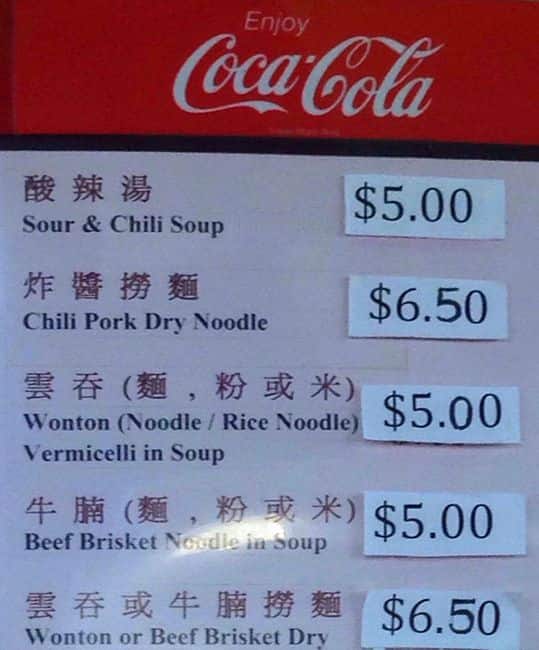 Enjoy
Coca-Cola
酸辣湯
$5.00
Sour & Chili Soup
炸醬撈麵
$6.50
Chili Pork Dry Noodle
雲吞(麵,粉或米)
$5.00
Wonton (Noodle / Rice Noodle)
Vermicelli in Soup
牛腩(麵,粉或米)
$5.00
Beef Brisket Noodle in Soup
雲吞或牛腩撈麵
$6.50
Wonton or Beef Brisket Dry